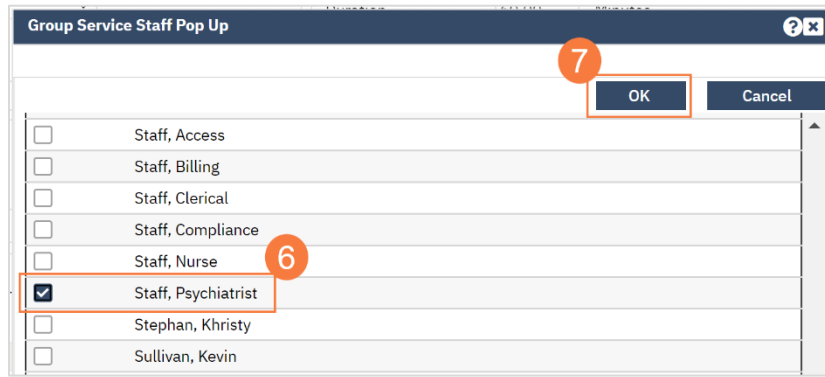 Group Service Staff Pop Up
?
7
OK Cancel
Staff, Access
Staff, Billing
Staff, Clerical
Staff, Compliance
Staff, Nurse
6
Staff, Psychiatrist
Stephan, Khristy
Sullivan, Kevin